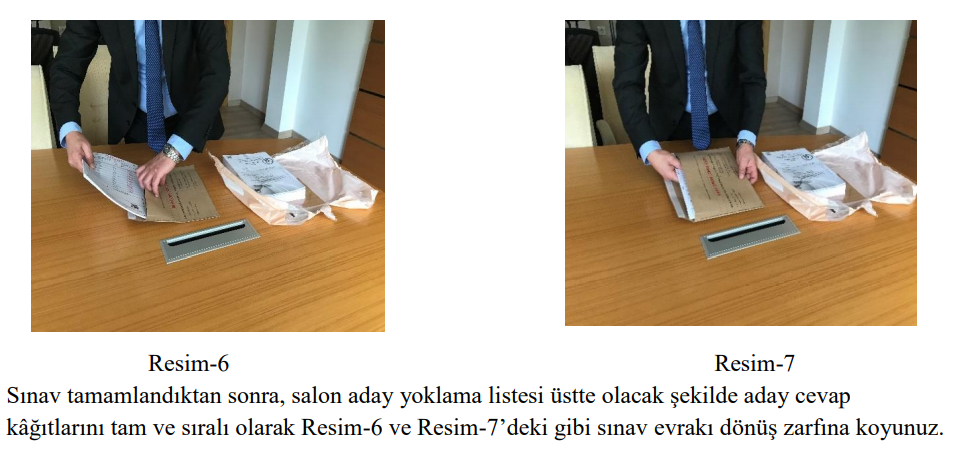 Resim-6
Resim-7
Sınav tamamlandıktan sonra, salon aday yoklama listesi üstte olacak şekilde aday cevap
kâğıtlarını tam ve sıralı olarak Resim-6 ve Resim-7’deki gibi sınav evrakı dönüş zarfına koyunuz.